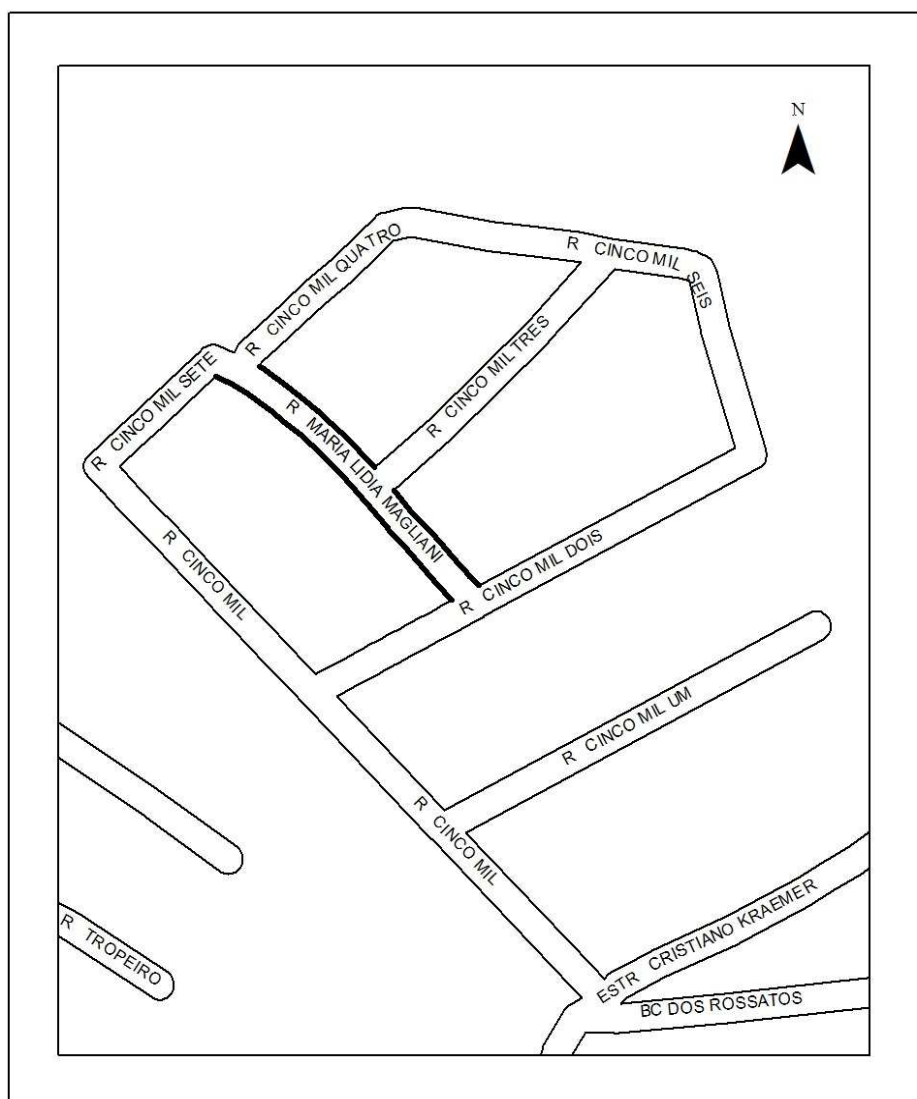 N
R CINCO MIL QUATRO
R CINCO MIL SEIS
R CINCO MIL SETE
R CINCO MIL TRES
R MARIA LIDIA MAGLIANI
R CINCO MIL
R CINCO MIL DOIS
R CINCO MIL UM
R CINCO MIL
R TROPEIRO
ESTR CRISTIANO KRAEMER
BC DOS ROSSATOS